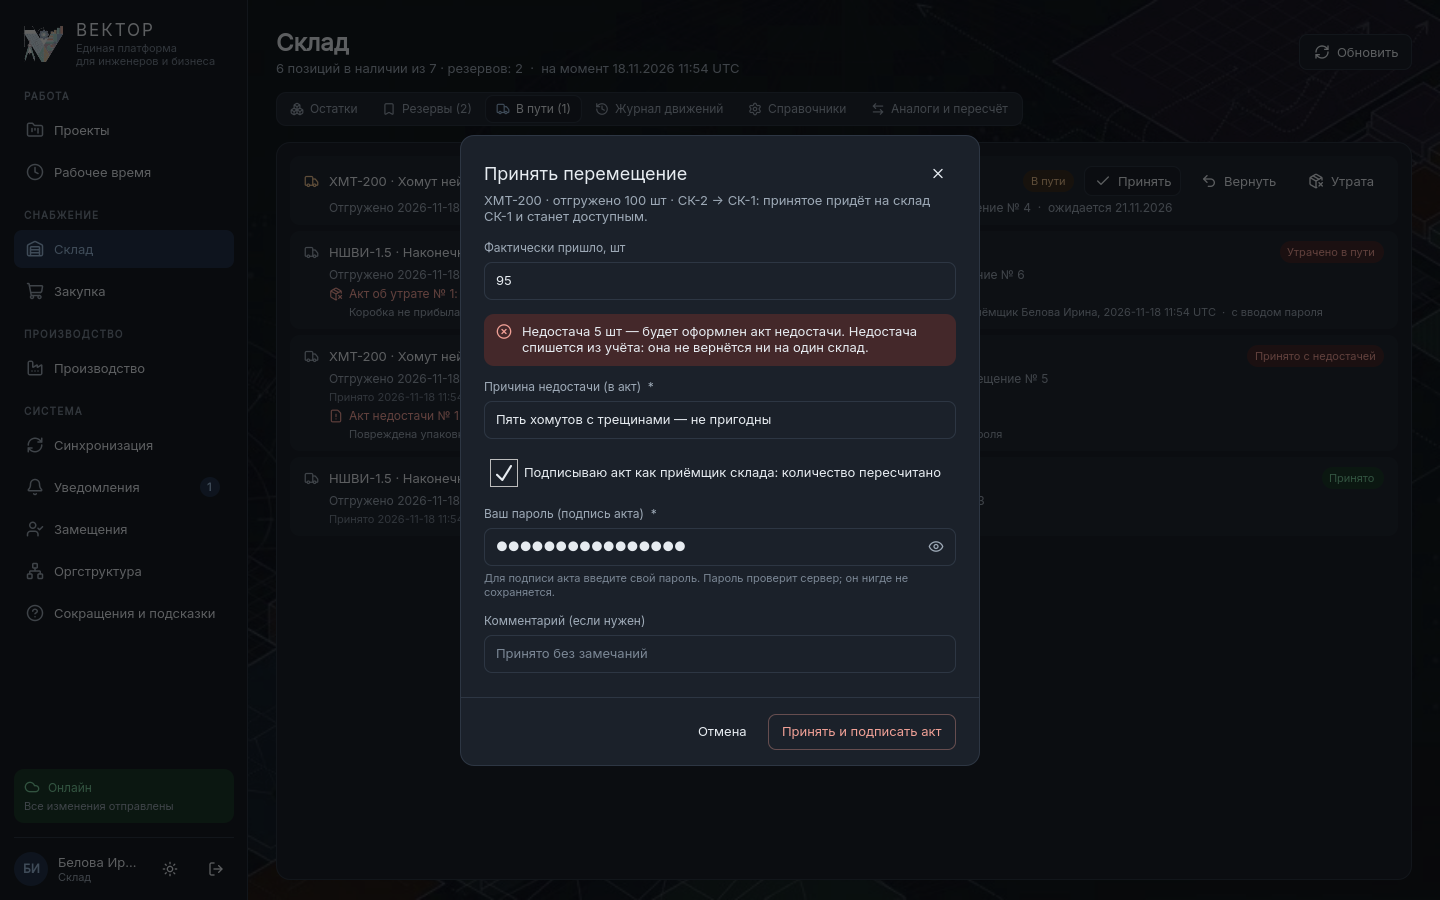 ВЕКТОР
Единая платформа
для инженеров и бизнеса
РАБОТА
Проекты
Рабочее время
СНАБЖЕНИЕ
Склад
Закупка
ПРОИЗВОДСТВО
Производство
СИСТЕМА
Синхронизация
Уведомления 1
Замещения
Оргструктура
Сокращения и подсказки
Онлайн
Все изменения отправлены
БИ
Белова Ир...
Склад
Склад
6 позиций в наличии из 7 · резервов: 2 · на момент 18.11.2026 11:54 UTC
Обновить
Остатки Резервы (2) В пути (1) Журнал движений Справочники Аналоги и пересчёт
ХМТ-200 · Хомут ней
В пути Принять Вернуть Утрата
Отгружено 2026-11-18
№ 4 · ожидается 21.11.2026
НШВИ-1.5 · Наконечн
Утрачено в пути
Отгружено 2026-11-18
№ 6
Акт об утрате № 1:
Коробка не прибыла
Белова Ирина, 2026-11-18 11:54 UTC · с вводом пароля
ХМТ-200 · Хомут ней
Принято с недостачей
Отгружено 2026-11-18
№ 5
Принято 2026-11-18 11:54
Акт недостачи № 1
Повреждена упаковк
НШВИ-1.5 · Наконечн
Принято
Отгружено 2026-11-18
Принято 2026-11-18 11:54
Принять перемещение
ХМТ-200 · отгружено 100 шт · СК-2 → СК-1: принятое придёт на склад
СК-1 и станет доступным.
Фактически пришло, шт
95
Недостача 5 шт — будет оформлен акт недостачи. Недостача
спишется из учёта: она не вернётся ни на один склад.
Причина недостачи (в акт) *
Пять хомутов с трещинами — не пригодны
Подписываю акт как приёмщик склада: количество пересчитано
Ваш пароль (подпись акта) *
●●●●●●●●●●●●●●●●
Для подписи акта введите свой пароль. Пароль проверит сервер; он нигде не
сохраняется.
Комментарий (если нужен)
Принято без замечаний
Отмена
Принять и подписать акт